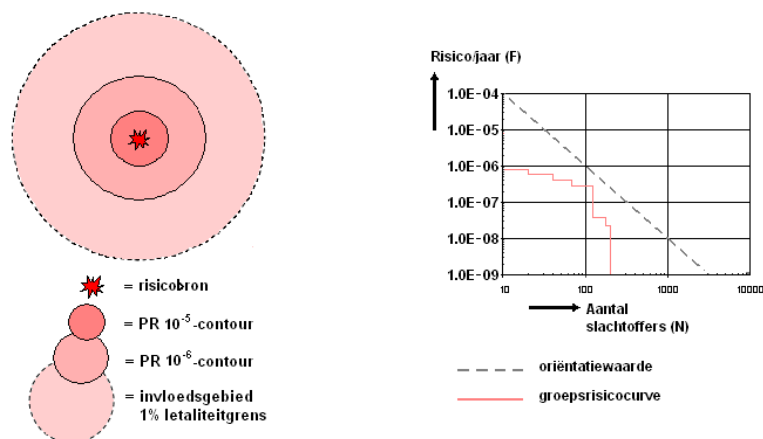 = risicobron
= PR 10⁻⁵-contour
= PR 10⁻⁶-contour
= invloedsgebied
1% letaliteitgrens
Risico/jaar (F)
1.0E-04
1.0E-05
1.0E-06
1.0E-07
1.0E-08
1.0E-09
10 100 1000 10000
Aantal
slachtoffers (N)
oriëntatiewaarde
groepsrisicocurve